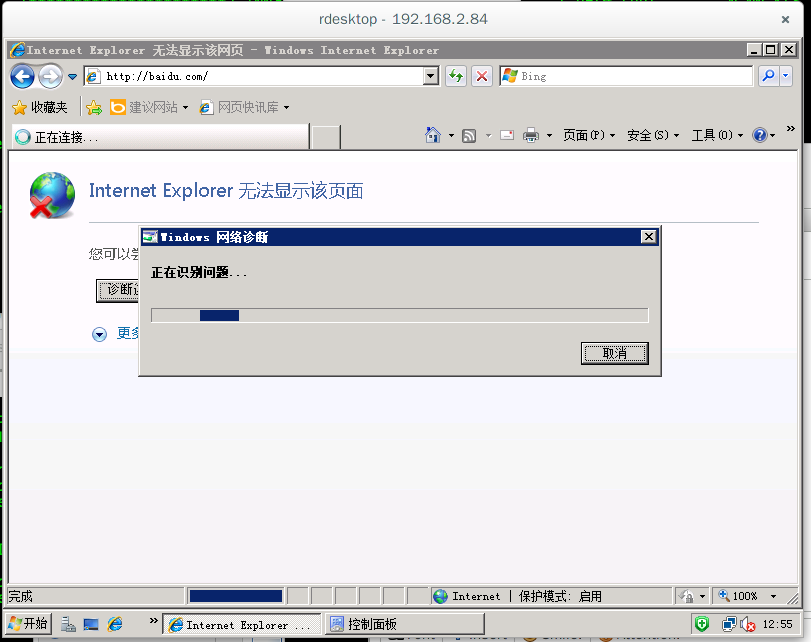 rdesktop - 192.168.2.84
Internet Explorer 无法显示该网页 - Windows Internet Explorer
http://baidu.com/
Bing
收藏夹 建议网站 网页快讯库
正在连接...
页面(P) 安全(S) 工具(O)
Internet Explorer 无法显示该页面
Windows 网络诊断
您可以
正在识别问题...
诊断
更多
取消
完成 Internet | 保护模式: 启用 100%
开始 Internet Explorer ... 控制面板 12:55